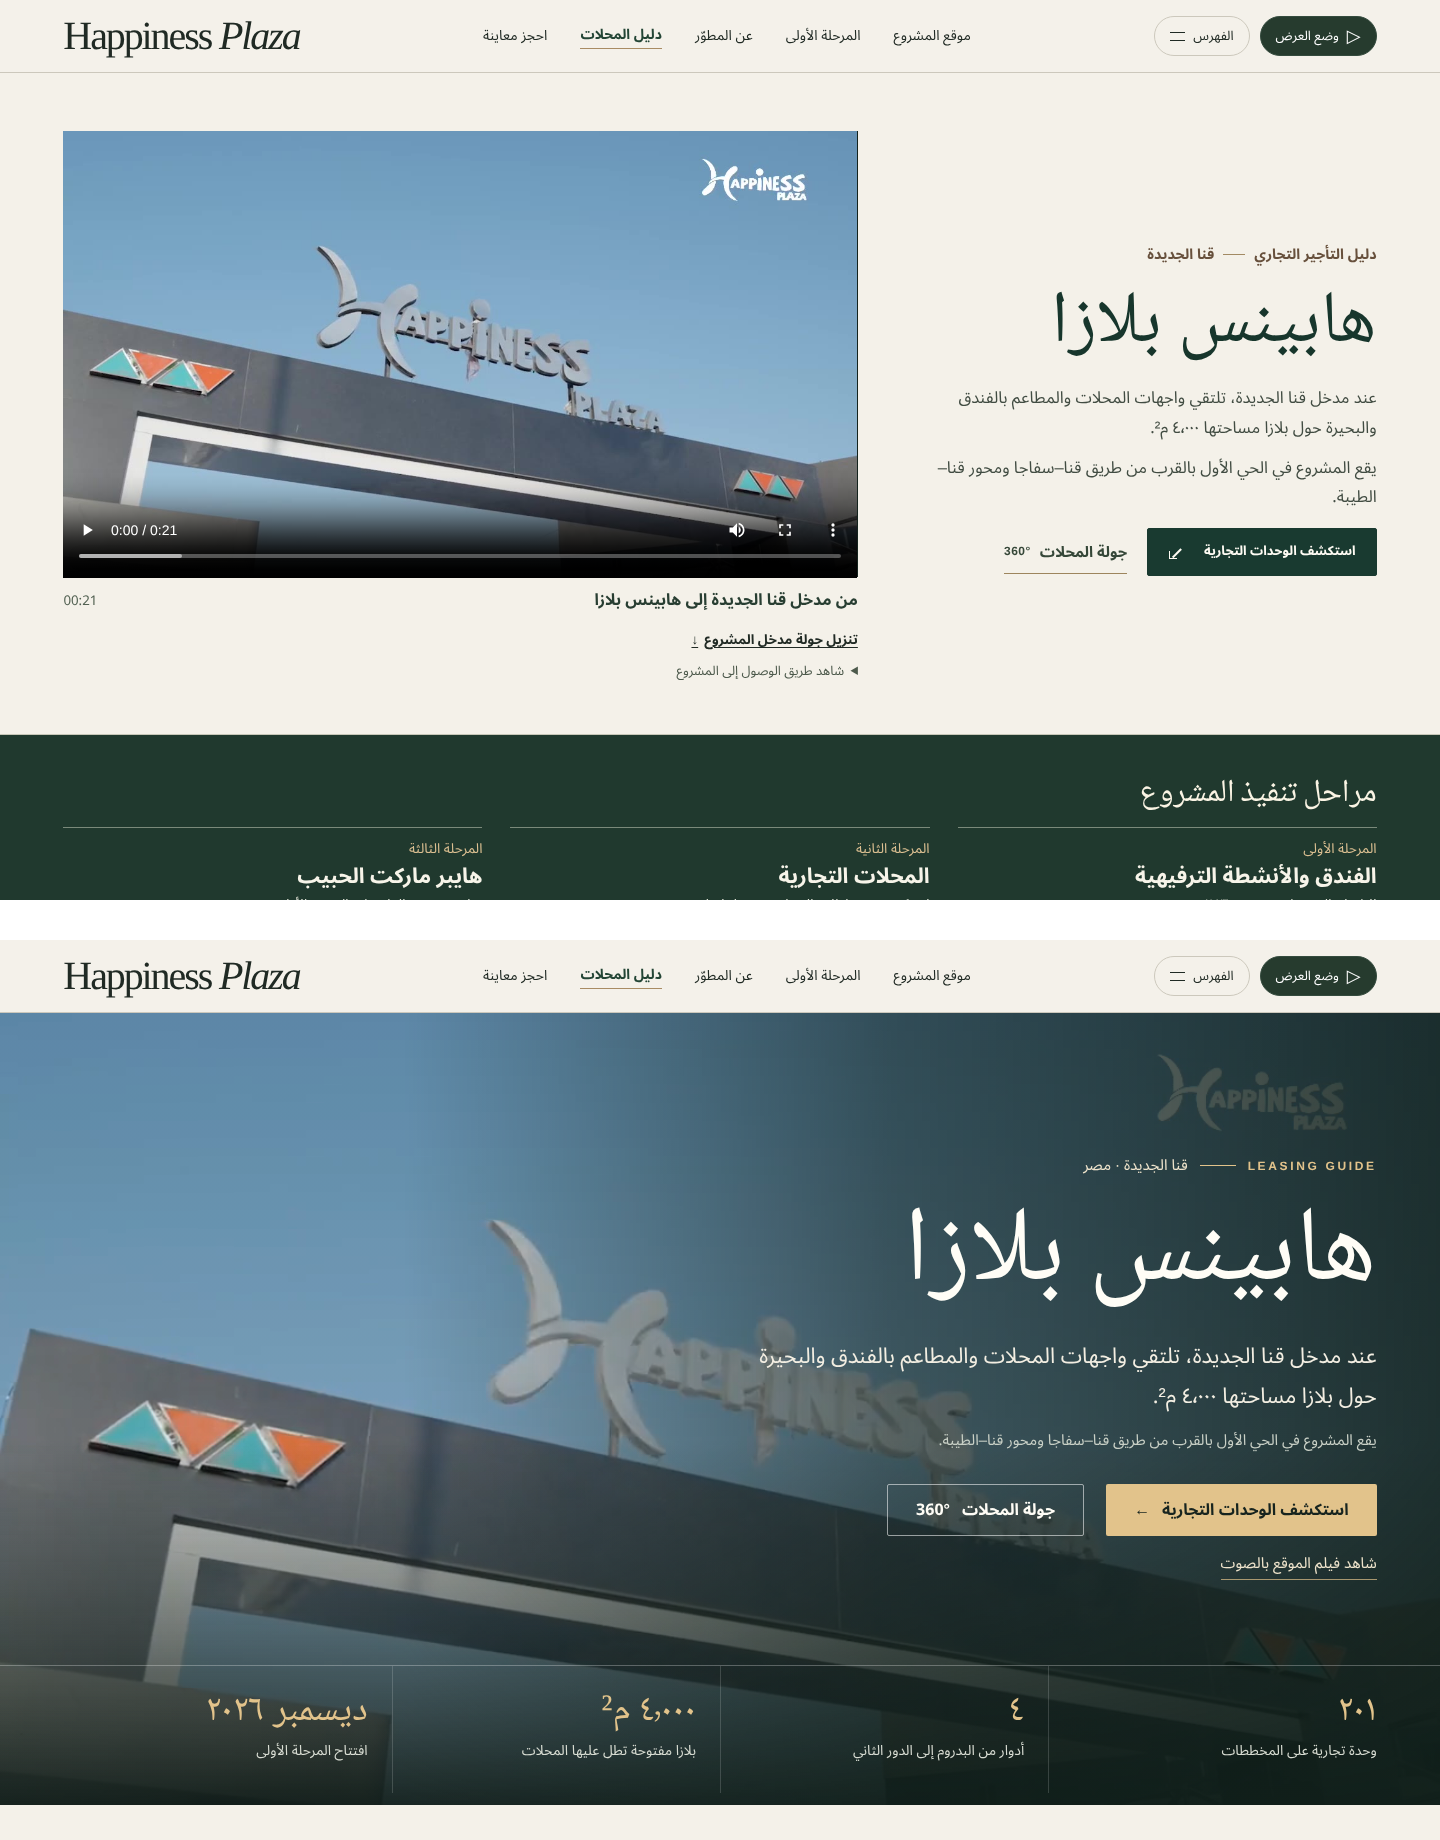 Happiness Plaza
وضع العرض
الفهرس
موقع المشروع
المرحلة الأولى
عن المطوّر
دليل المحلات
احجز معاينة
دليل التأجير التجاري — قنا الجديدة
هابينس بلازا
عند مدخل قنا الجديدة، تلتقي واجهات المحلات والمطاعم بالفندق
والبحيرة حول بلازا مساحتها ٤،٠٠٠ م².
يقع المشروع في الحي الأول بالقرب من طريق قنا–سفاجا ومحور قنا–
الطيبة.
استكشف الوحدات التجارية
جولة المحلات 360°
HAPPINESS
PLAZA
HAPPINESS
PLAZA
0:00 / 0:21
من مدخل قنا الجديدة إلى هابينس بلازا
00:21
تنزيل جولة مدخل المشروع ↓
شاهد طريق الوصول إلى المشروع
مراحل تنفيذ المشروع
المرحلة الأولى
الفندق والأنشطة الترفيهية
المرحلة الثانية
المحلات التجارية
المرحلة الثالثة
هايبر ماركت الحبيب
Happiness Plaza
وضع العرض
الفهرس
موقع المشروع
المرحلة الأولى
عن المطوّر
دليل المحلات
احجز معاينة
HAPPINESS
PLAZA
LEASING GUIDE — قنا الجديدة · مصر
هابينس بلازا
عند مدخل قنا الجديدة، تلتقي واجهات المحلات والمطاعم بالفندق والبحيرة
حول بلازا مساحتها ٤،٠٠٠ م².
يقع المشروع في الحي الأول بالقرب من طريق قنا–سفاجا ومحور قنا–الطيبة.
استكشف الوحدات التجارية ←
جولة المحلات 360°
شاهد فيلم الموقع بالصوت
HAPPINESS
٢٠١
وحدة تجارية على المخططات
٤
أدوار من البدروم إلى الدور الثاني
٤,٠٠٠ م²
بلازا مفتوحة تطل عليها المحلات
ديسمبر ٢٠٢٦
افتتاح المرحلة الأولى